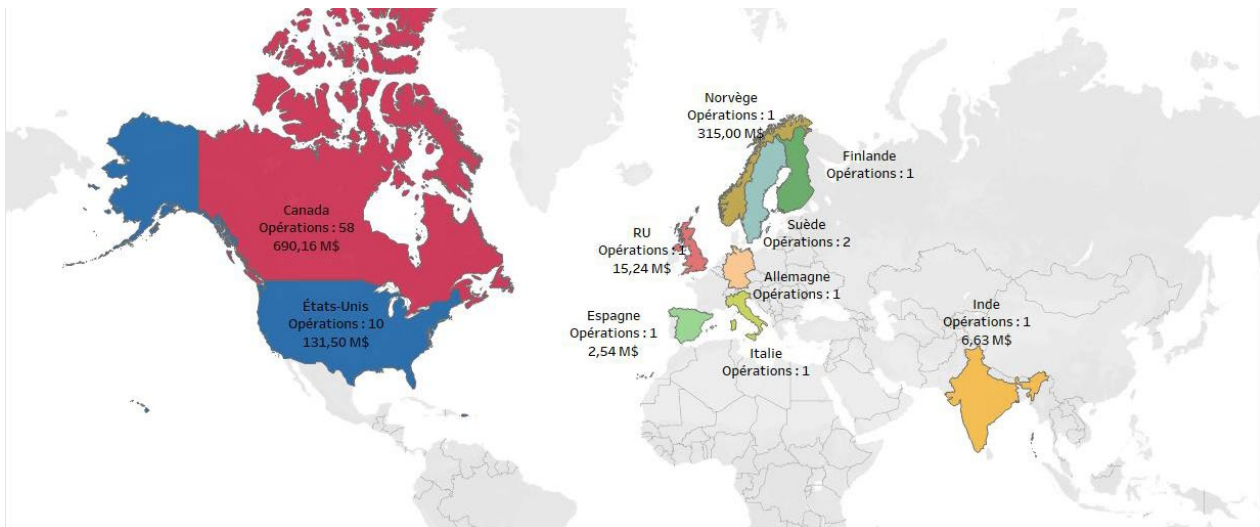 Norvège
Opérations : 1
315,00 M$
Finlande
Opérations : 1
Canada
Opérations : 58
690,16 M$
Suède
Opérations : 2
RU
Opérations : 1
15,24 M$
Allemagne
Opérations : 1
États-Unis
Opérations : 10
131,50 M$
Espagne
Opérations : 1
2,54 M$
Inde
Opérations : 1
6,63 M$
Italie
Opérations : 1